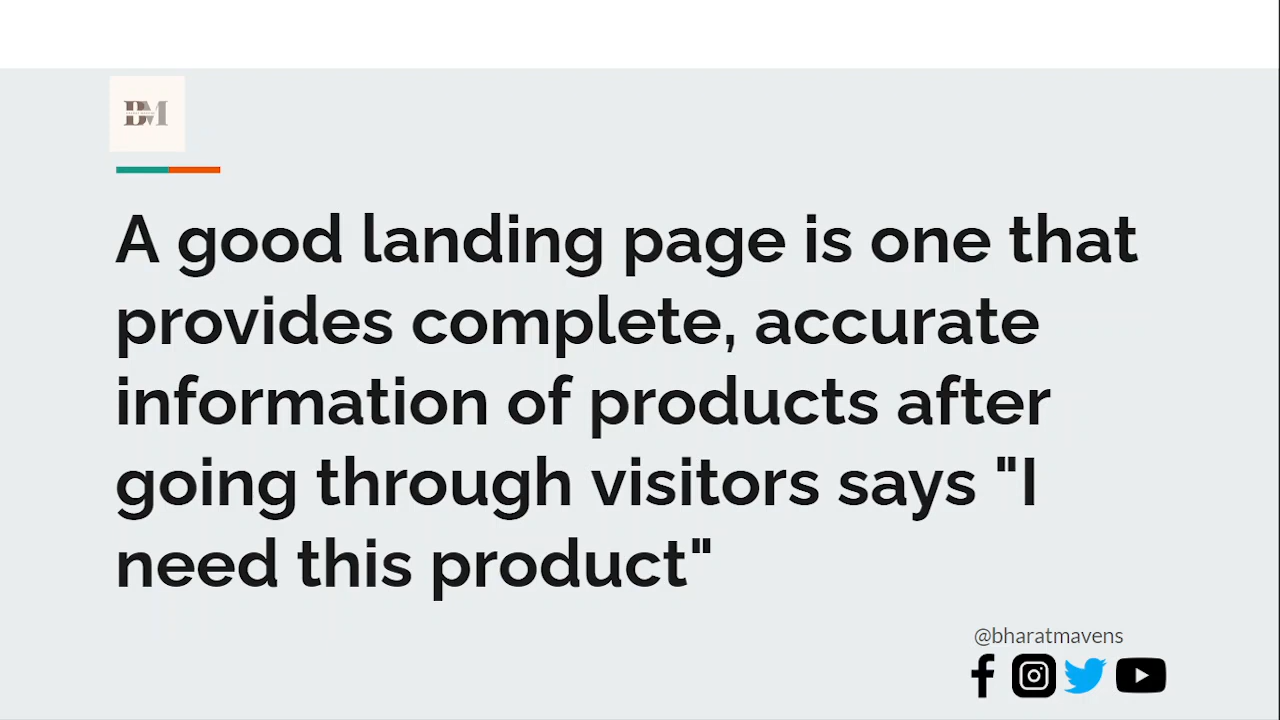 BM
A good landing page is one that
provides complete, accurate
information of products after
going through visitors says "I
need this product"
@bharatmavens